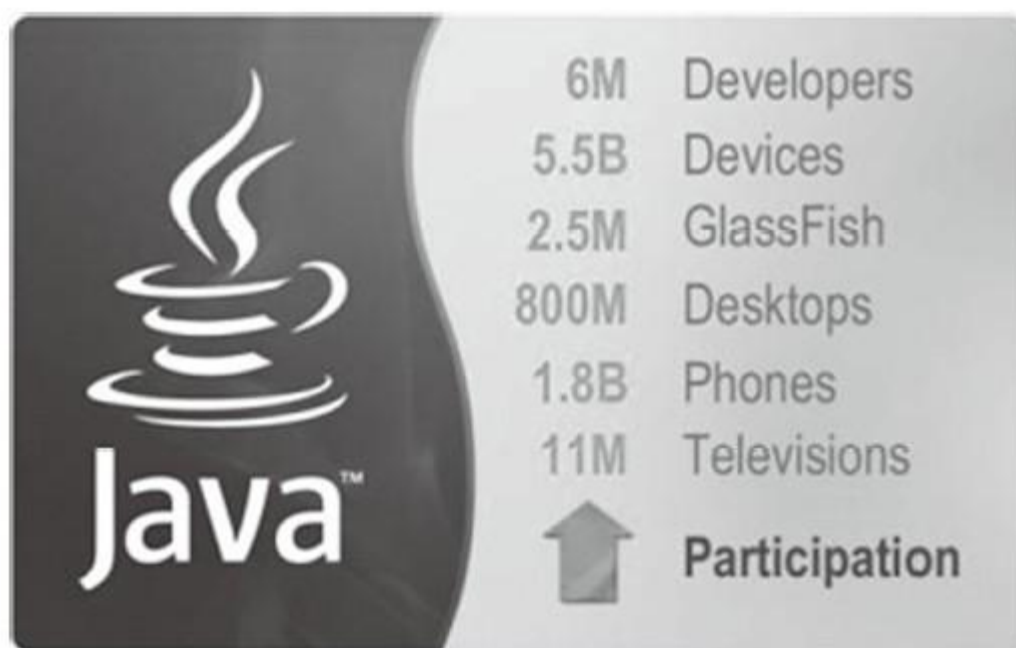 Java™
6M Developers
5.5B Devices
2.5M GlassFish
800M Desktops
1.8B Phones
11M Televisions
Participation